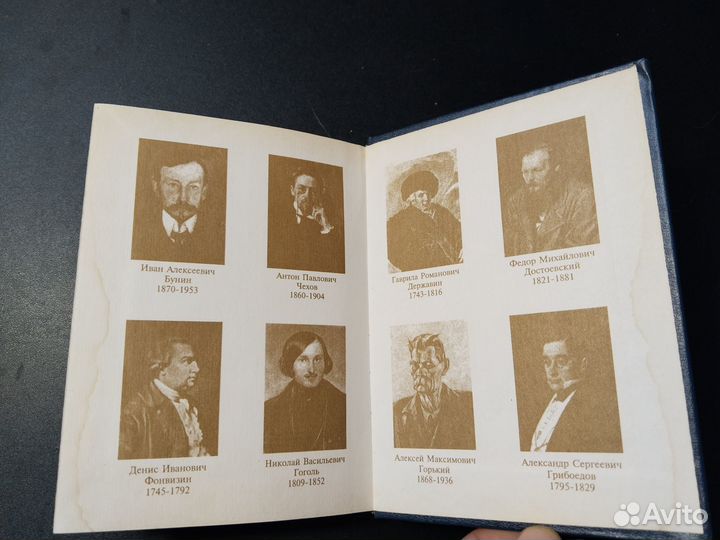 Иван Алексеевич
Бунин
1870-1953
Антон Павлович
Чехов
1860-1904
Денис Иванович
Фонвизин
1745-1792
Николай Васильевич
Гоголь
1809-1852
Гаврила Романович
Державин
1743-1816
Федор Михайлович
Достоевский
1821-1881
Алексей Максимович
Горький
1868-1936
Александр Сергеевич
Грибоедов
1795-1829
Avito